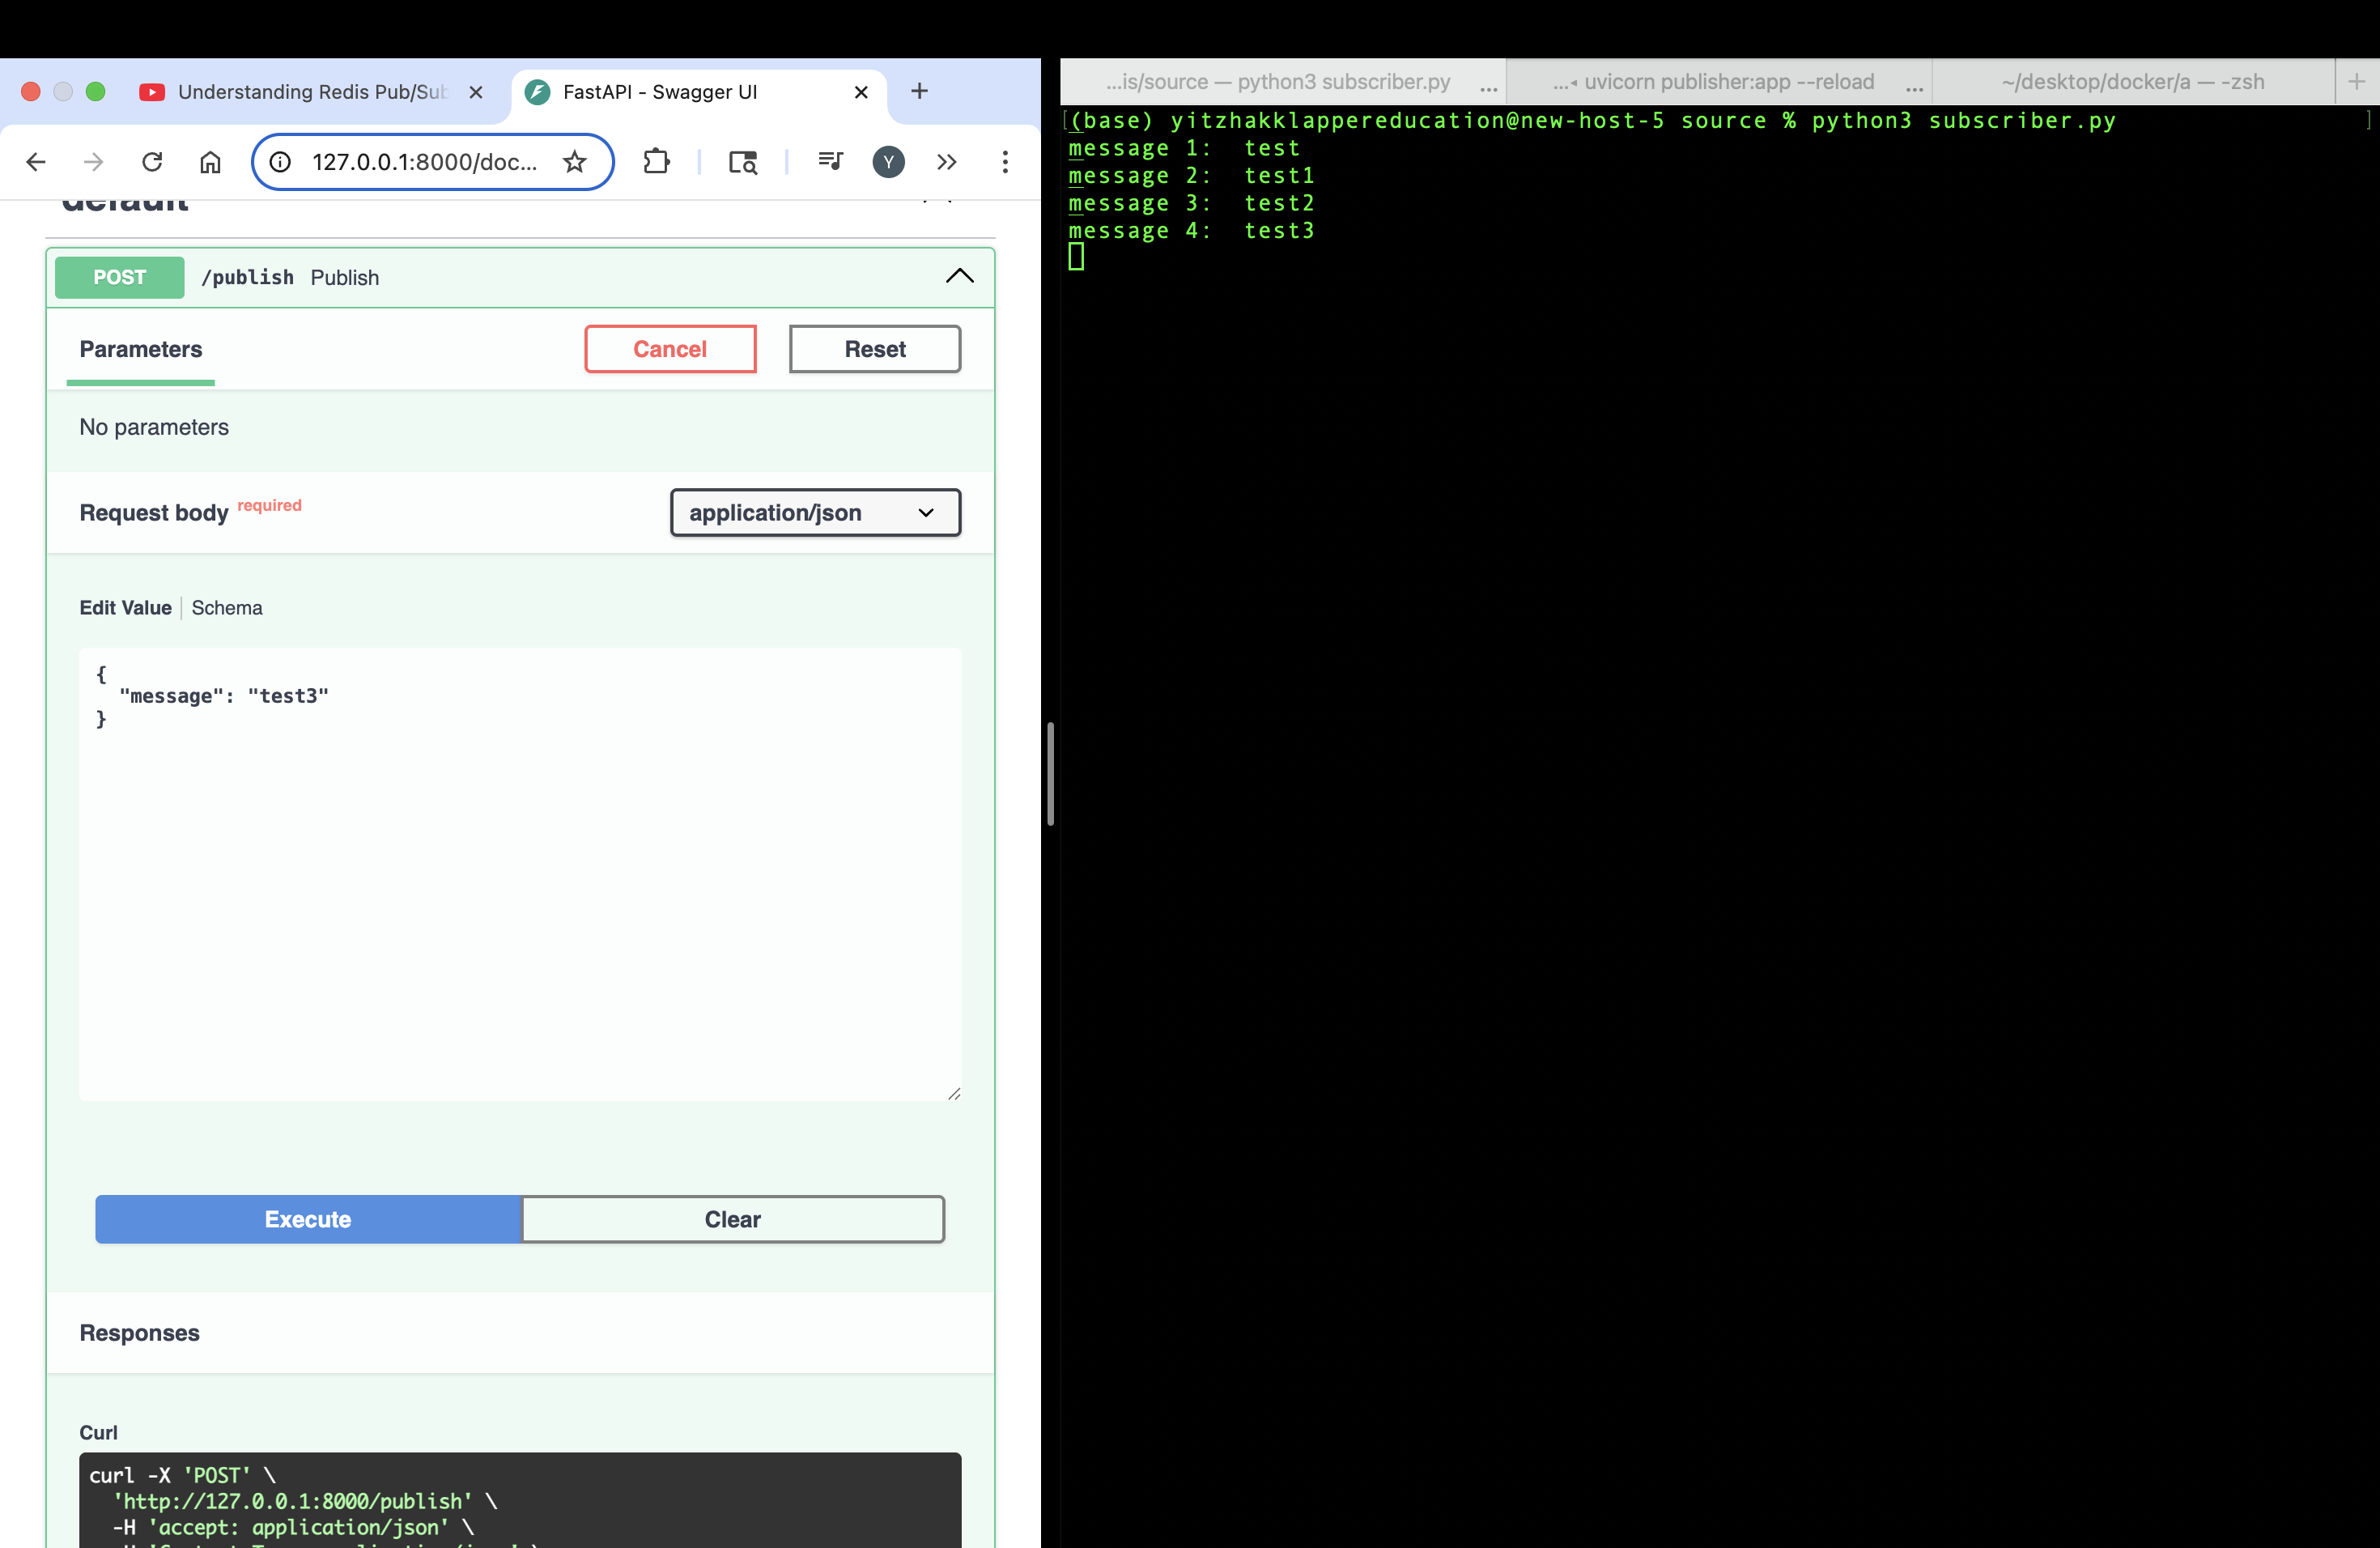 Understanding Redis Pub/Sub
FastAPI - Swagger UI
127.0.0.1:8000/doc...
Y
default
POST /publish Publish
Parameters
Cancel
Reset
No parameters
Request body required
application/json
Edit Value | Schema
{
"message": "test3"
}
Execute
Clear
Responses
Curl
curl -X 'POST' \
'http://127.0.0.1:8000/publish' \
-H 'accept: application/json' \
...is/source — python3 subscriber.py ...
...◂ uvicorn publisher:app --reload ...
~/desktop/docker/a — -zsh
[(base) yitzhakklappereducation@new-host-5 source % python3 subscriber.py ]
message 1:  test
message 2:  test1
message 3:  test2
message 4:  test3